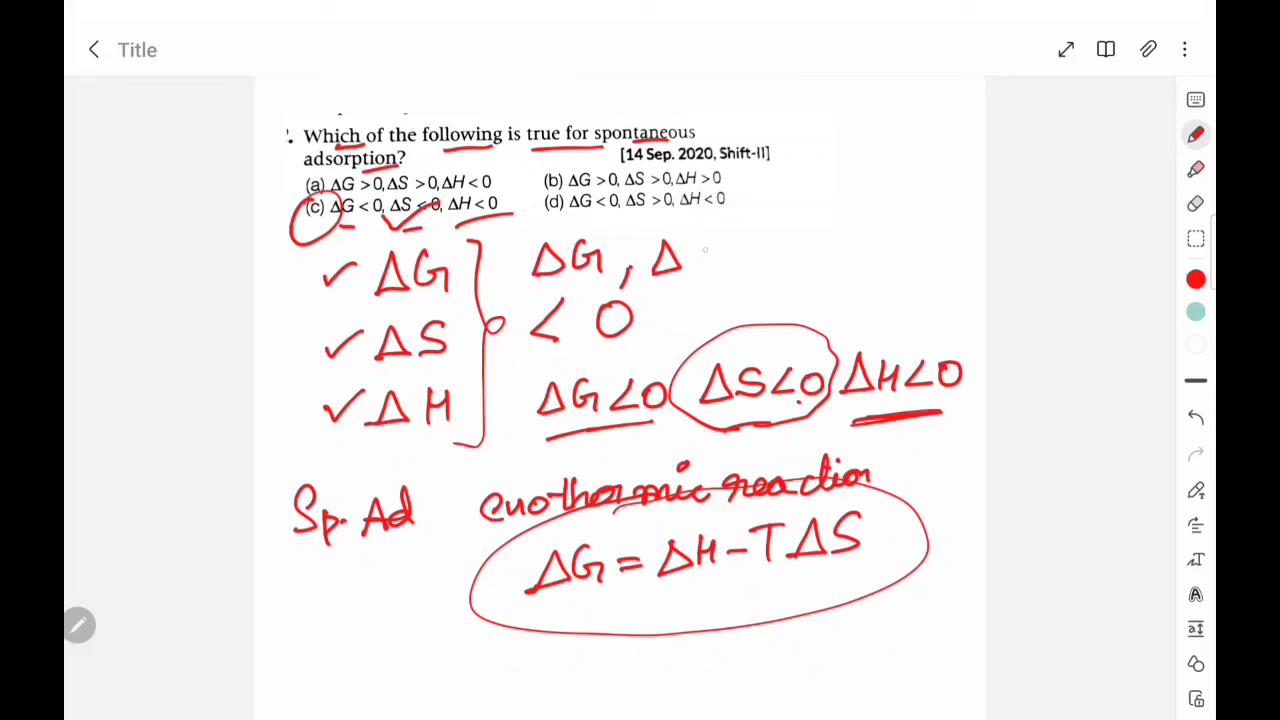 Title
. Which of the following is true for spontaneous
adsorption? [14 Sep. 2020, Shift-II]
(a) ΔG > 0, ΔS > 0, ΔH < 0 (b) ΔG > 0, ΔS > 0, ΔH > 0
(c) ΔG < 0, ΔS < 0, ΔH < 0 (d) ΔG < 0, ΔS > 0, ΔH < 0
✓ ΔG ΔG, Δ
✓ ΔS < 0
✓ ΔH ΔG<0 ΔS<0 ΔH<0
Sp. Ad exothermic reaction
ΔG = ΔH - TΔS